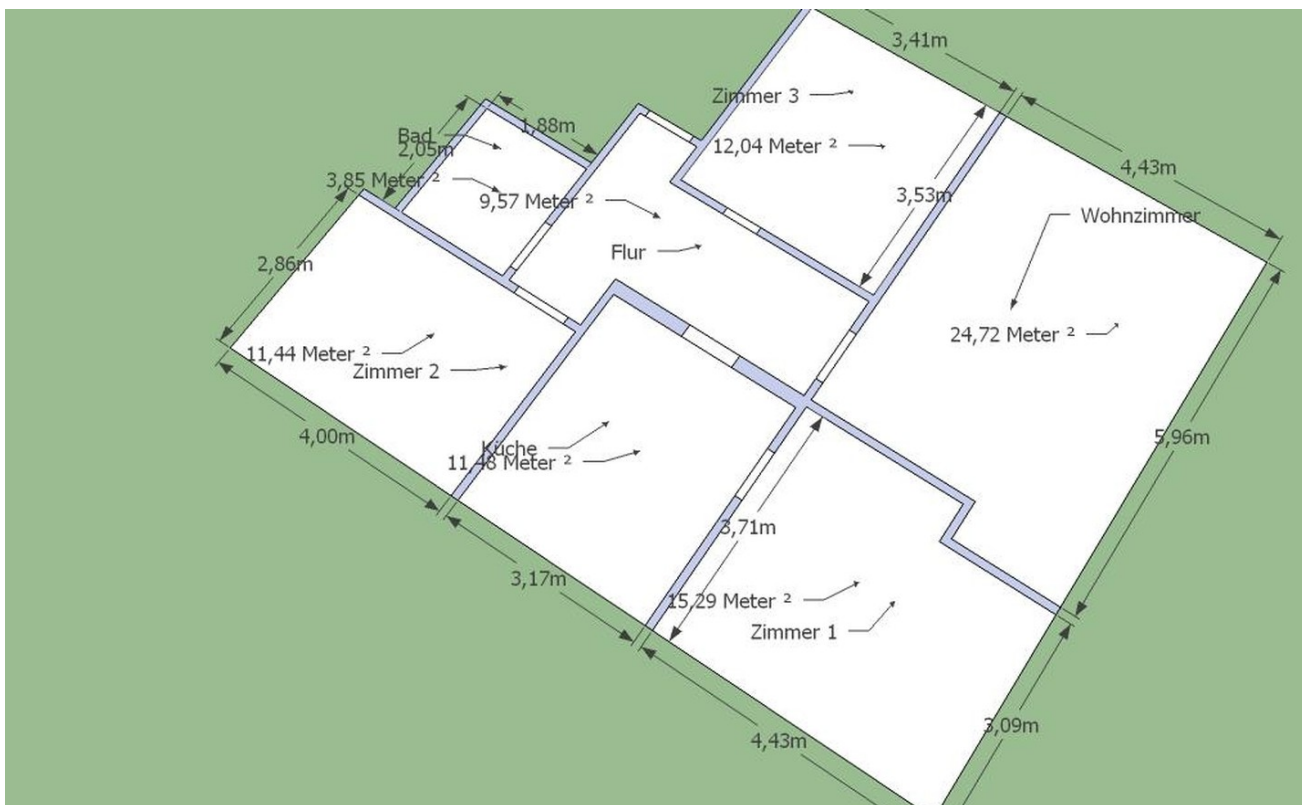 3,41m
Zimmer 3
12,04 Meter ²
4,43m
Bad
1,88m
2,05m
3,85 Meter ²
9,57 Meter ²
3,53m
Wohnzimmer
Flur
2,86m
24,72 Meter ²
11,44 Meter ²
Zimmer 2
4,00m
5,96m
Küche
11,48 Meter ²
3,71m
3,17m
15,29 Meter ²
Zimmer 1
3,09m
4,43m